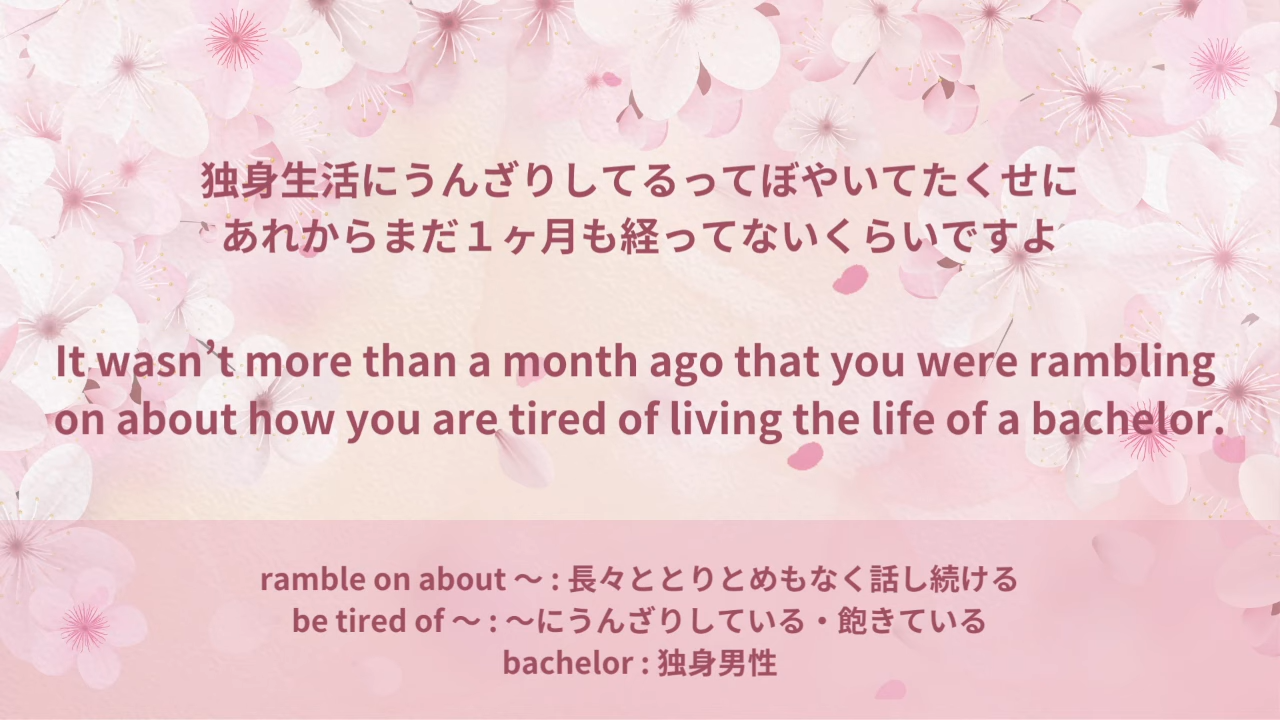 独身生活にうんざりしてるってぼやいてたくせに
あれからまだ１ヶ月も経ってないくらいですよ
It wasn’t more than a month ago that you were rambling
on about how you are tired of living the life of a bachelor.
ramble on about 〜 : 長々ととりとめもなく話し続ける
be tired of 〜 : 〜にうんざりしている・飽きている
bachelor : 独身男性